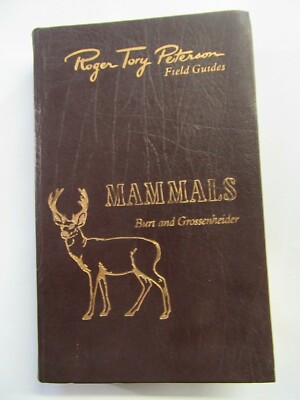 Roger Tory Peterson
Field Guides
MAMMALS
Burt and Grossenheider